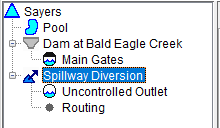 Sayers
Pool
Dam at Bald Eagle Creek
Main Gates
Spillway Diversion
Uncontrolled Outlet
Routing